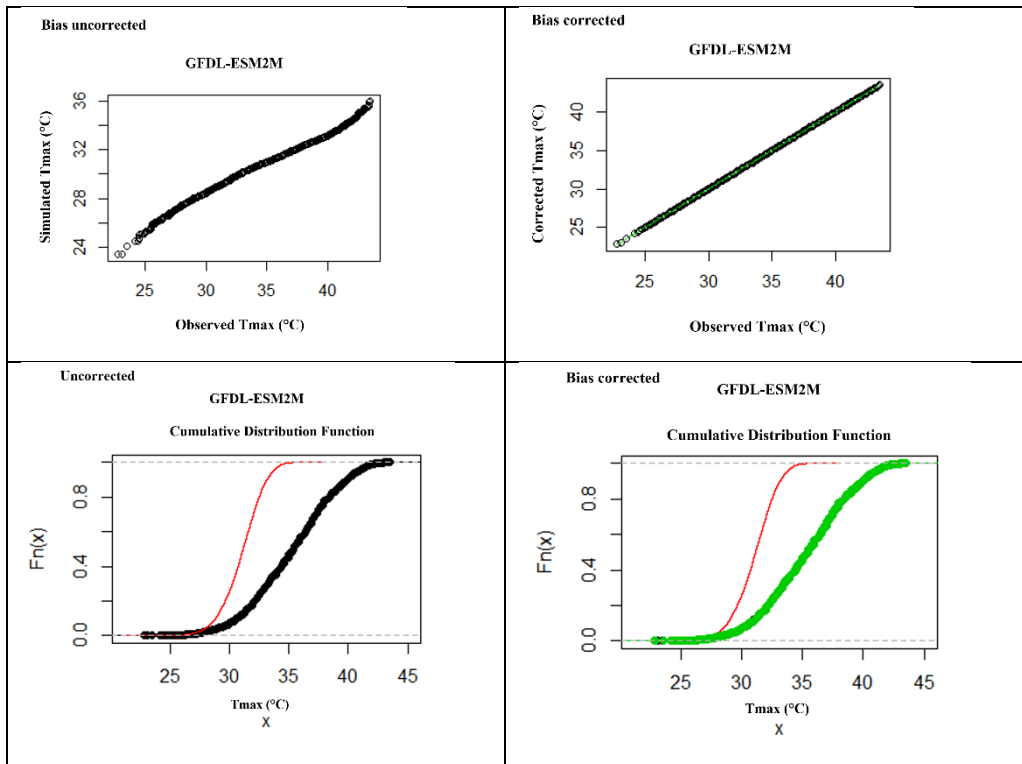 Bias uncorrected
GFDL-ESM2M
Simulated Tmax (°C)
36
32
28
24
25 30 35 40
Observed Tmax (°C)
Bias corrected
GFDL-ESM2M
Corrected Tmax (°C)
40
35
30
25
25 30 35 40
Observed Tmax (°C)
Uncorrected
GFDL-ESM2M
Cumulative Distribution Function
Fn(x)
0.8
0.4
0.0
25 30 35 40 45
Tmax (°C)
x
Bias corrected
GFDL-ESM2M
Cumulative Distribution Function
Fn(x)
0.8
0.4
0.0
25 30 35 40 45
Tmax (°C)
x